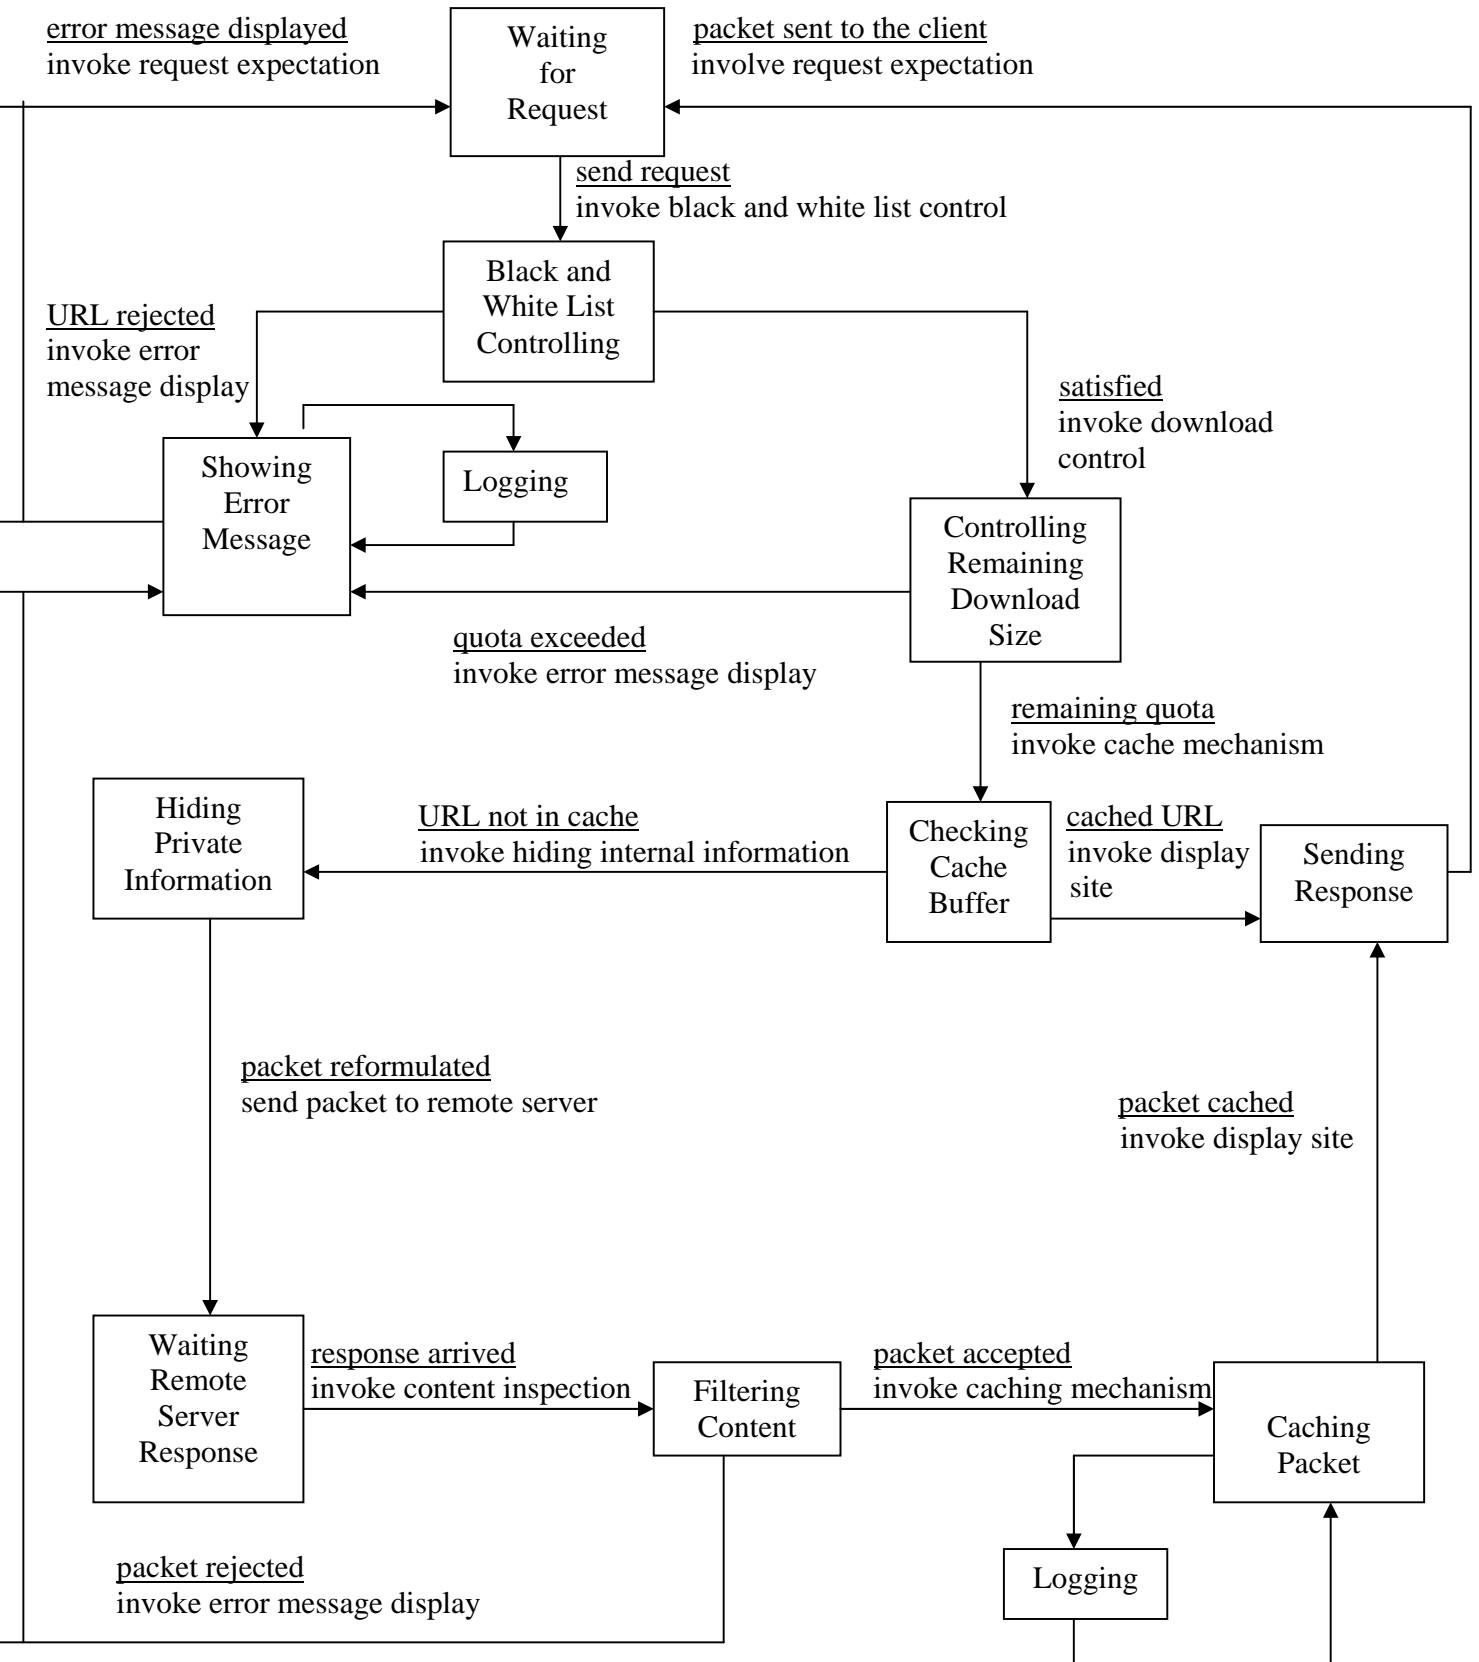 error message displayed
invoke request expectation
Waiting
for
Request
packet sent to the client
involve request expectation
send request
invoke black and white list control
Black and
White List
Controlling
URL rejected
invoke error
message display
satisfied
invoke download
control
Showing
Error
Message
Logging
Controlling
Remaining
Download
Size
quota exceeded
invoke error message display
remaining quota
invoke cache mechanism
Hiding
Private
Information
URL not in cache
invoke hiding internal information
Checking
Cache
Buffer
cached URL
invoke display
site
Sending
Response
packet reformulated
send packet to remote server
packet cached
invoke display site
Waiting
Remote
Server
Response
response arrived
invoke content inspection
Filtering
Content
packet accepted
invoke caching mechanism
Caching
Packet
packet rejected
invoke error message display
Logging